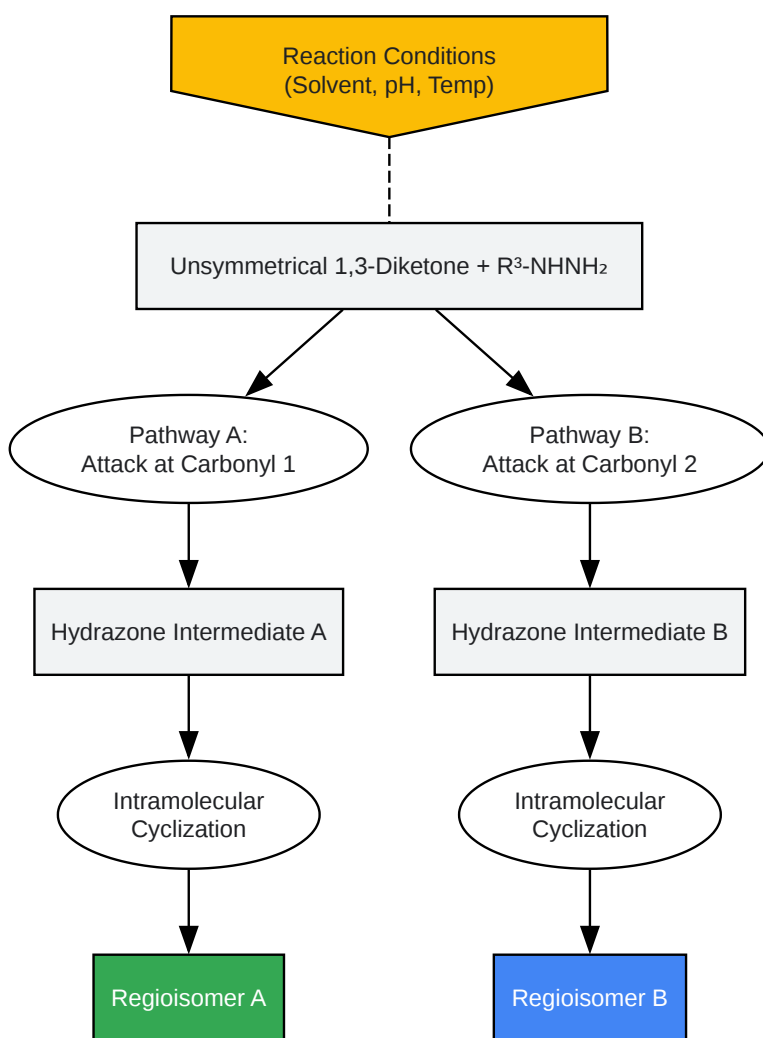 Reaction Conditions
(Solvent, pH, Temp)
Unsymmetrical 1,3-Diketone + R³-NHNH₂
Pathway A:
Attack at Carbonyl 1
Pathway B:
Attack at Carbonyl 2
Hydrazone Intermediate A
Hydrazone Intermediate B
Intramolecular
Cyclization
Intramolecular
Cyclization
Regioisomer A
Regioisomer B